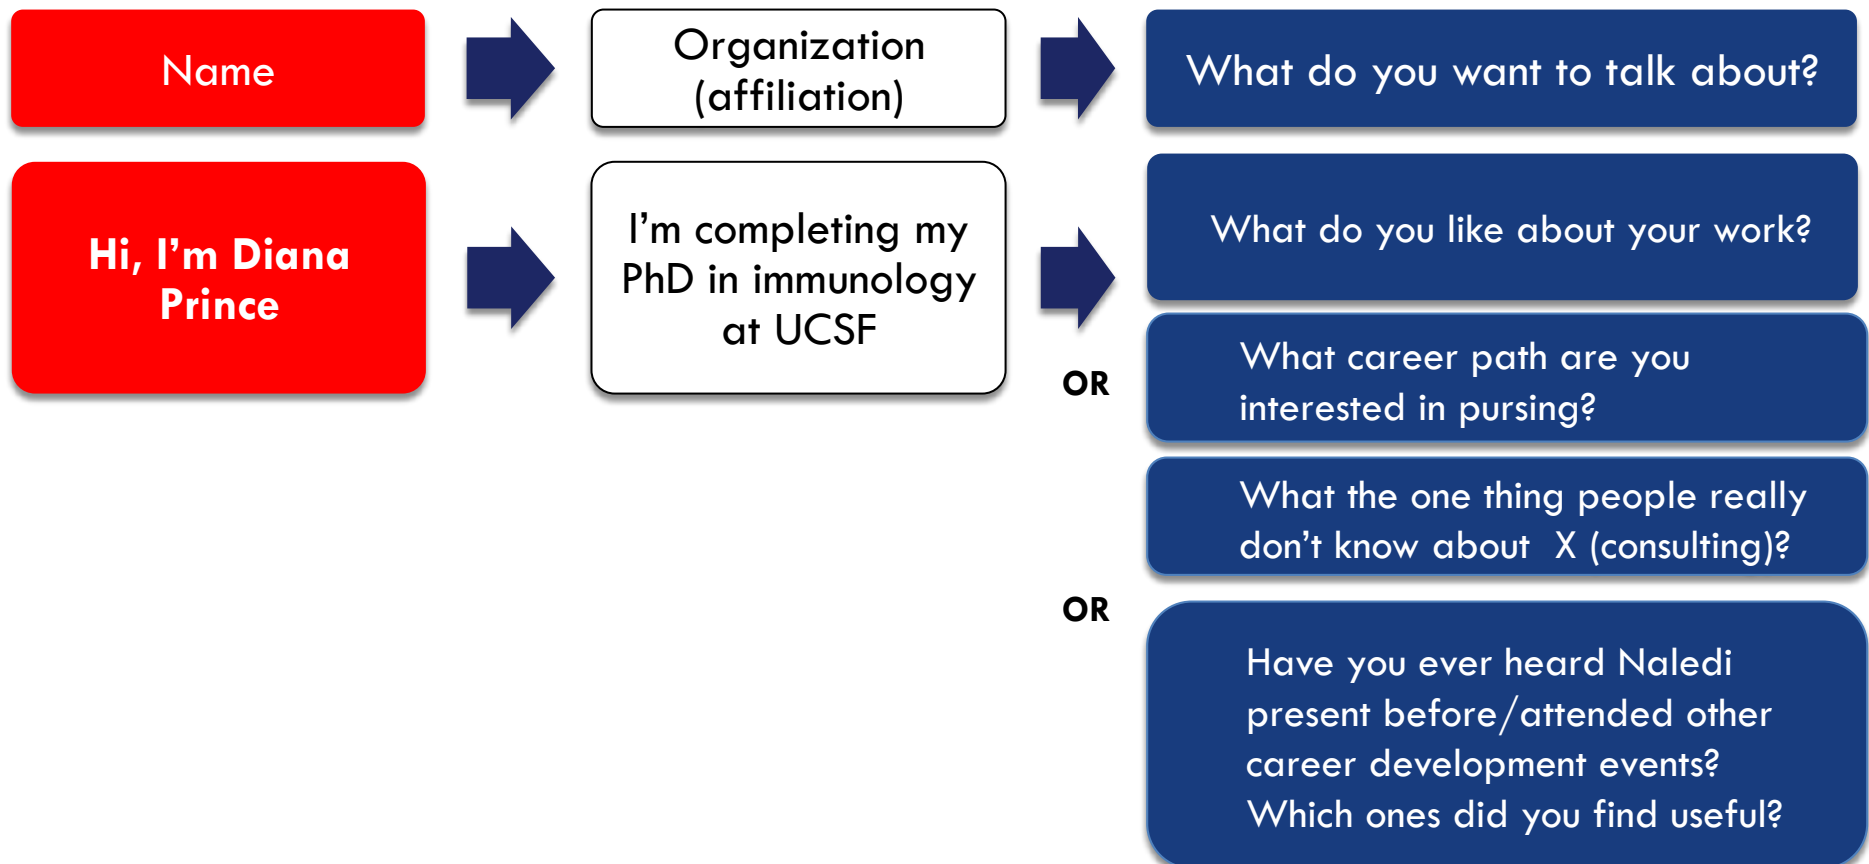 Name
Organization
(affiliation)
What do you want to talk about?
Hi, I’m Diana
Prince
I’m completing my
PhD in immunology
at UCSF
What do you like about your work?
OR
What career path are you
interested in pursing?
What the one thing people really
don’t know about  X (consulting)?
OR
Have you ever heard Naledi
present before/attended other
career development events?
Which ones did you find useful?